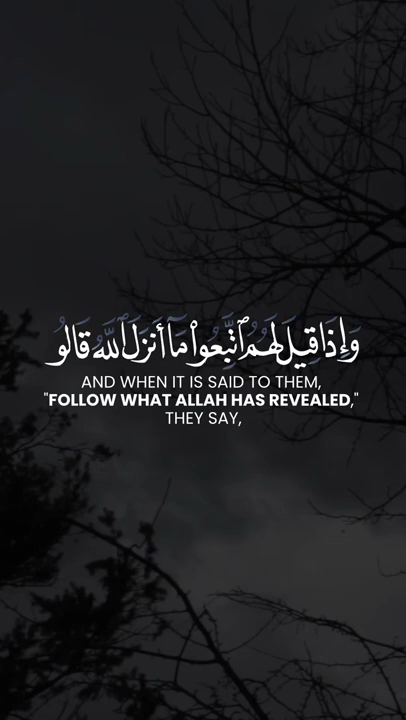 وَإِذَا قِيلَ لَهُمُ ٱتَّبِعُوا۟ مَآ أَنزَلَ ٱللَّهُ قَالُو
AND WHEN IT IS SAID TO THEM,
"FOLLOW WHAT ALLAH HAS REVEALED,"
THEY SAY,